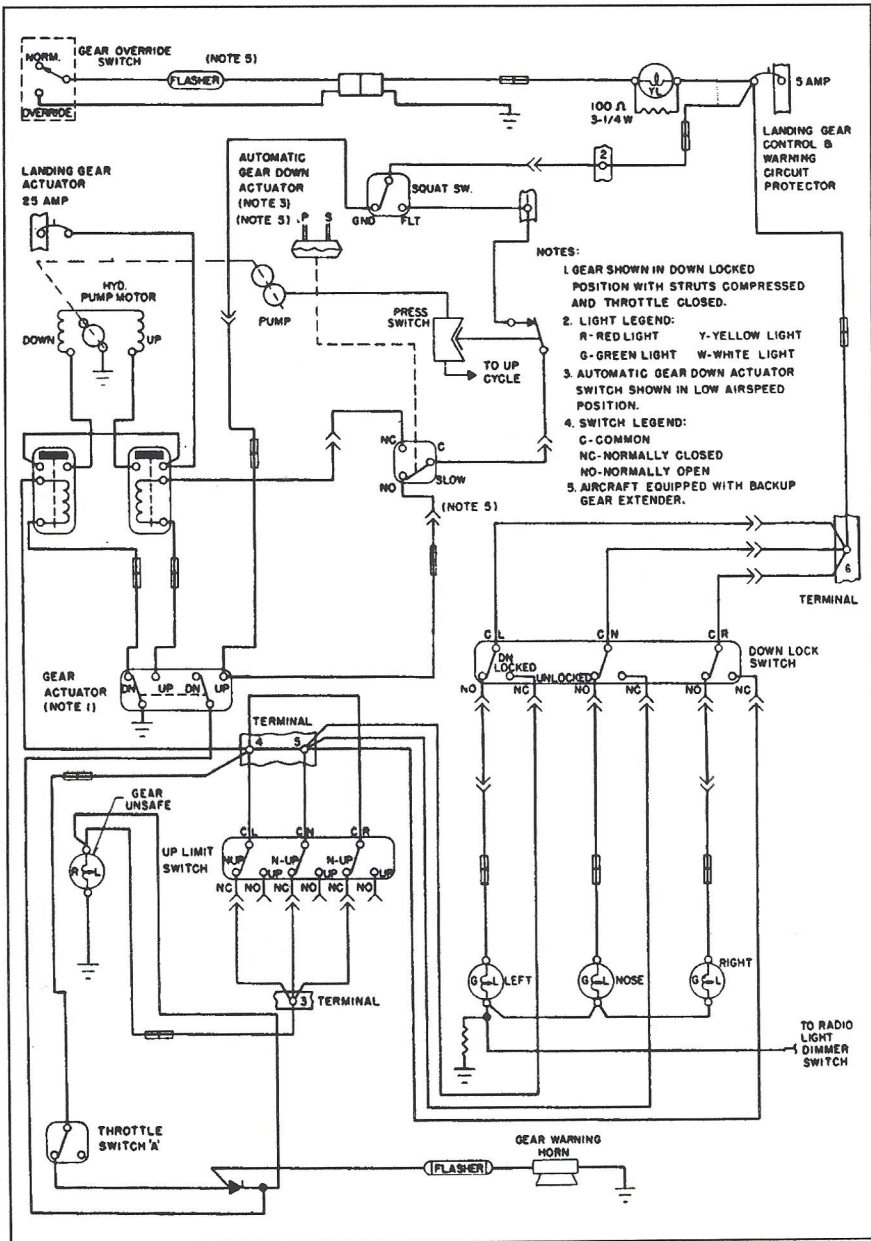 NORM.
GEAR OVERRIDE
SWITCH
(NOTE 5)
FLASHER
OVERRIDE
YL
100 Ω
3-1/4 W
5 AMP
LANDING GEAR
CONTROL &
WARNING
CIRCUIT
PROTECTOR
LANDING GEAR
ACTUATOR
25 AMP
AUTOMATIC
GEAR DOWN
ACTUATOR
(NOTE 3)
(NOTE 5)
P S
2
SQUAT SW.
GND FLT
1
HYD.
PUMP MOTOR
DOWN UP
PUMP
PRESS
SWITCH
TO UP
CYCLE
NOTES:
1. GEAR SHOWN IN DOWN LOCKED
POSITION WITH STRUTS COMPRESSED
AND THROTTLE CLOSED.
2. LIGHT LEGEND:
R-RED LIGHT Y-YELLOW LIGHT
G-GREEN LIGHT W-WHITE LIGHT
3. AUTOMATIC GEAR DOWN ACTUATOR
SWITCH SHOWN IN LOW AIRSPEED
POSITION.
4. SWITCH LEGEND:
C-COMMON
NC-NORMALLY CLOSED
NO-NORMALLY OPEN
5. AIRCRAFT EQUIPPED WITH BACKUP
GEAR EXTENDER.
NC C
SLOW
NO
(NOTE 5)
6
TERMINAL
C L C N C R
DOWN LOCK
SWITCH
DN
LOCKED
UNLOCKED
NO NC NO NC NO NC
GEAR
ACTUATOR
(NOTE 1)
DN UP DN UP
TERMINAL
4 5
GEAR
UNSAFE
R L
UP LIMIT
SWITCH
C L C N C R
NUP N-UP N-UP
UP UP UP
NC NO NC NO NC NO
3 TERMINAL
G L LEFT
G L NOSE
G L RIGHT
TO RADIO
LIGHT
DIMMER
SWITCH
THROTTLE
SWITCH 'A'
FLASHER
GEAR WARNING
HORN